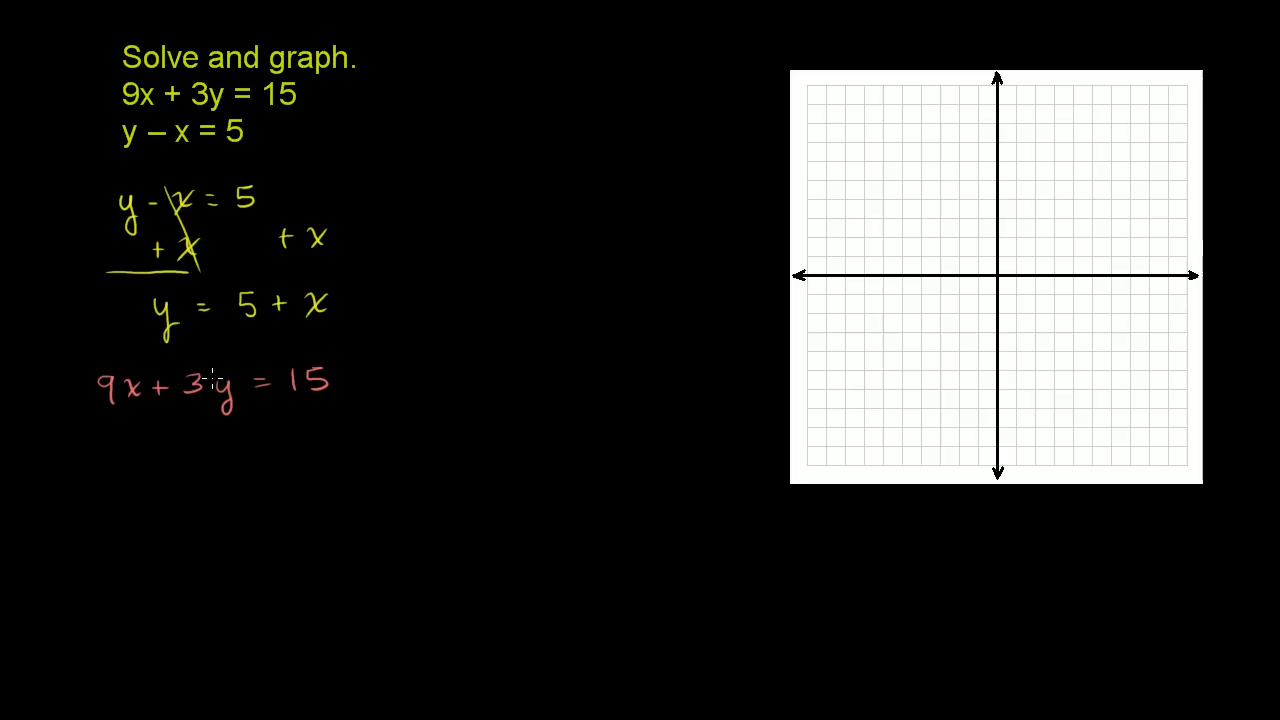 Solve and graph.
9x + 3y = 15
y – x = 5
y - x = 5
+ x + x
y = 5 + x
9x + 3y = 15